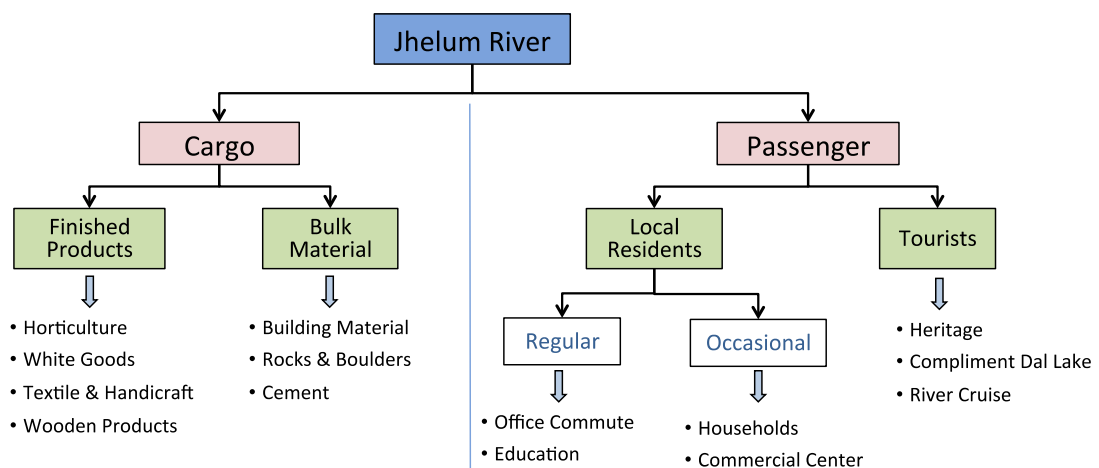 Jhelum River
Cargo
Passenger
Finished
Products
Bulk
Material
Local
Residents
Tourists
• Horticulture
• White Goods
• Textile & Handicraft
• Wooden Products
• Building Material
• Rocks & Boulders
• Cement
Regular
Occasional
• Office Commute
• Education
• Households
• Commercial Center
• Heritage
• Compliment Dal Lake
• River Cruise